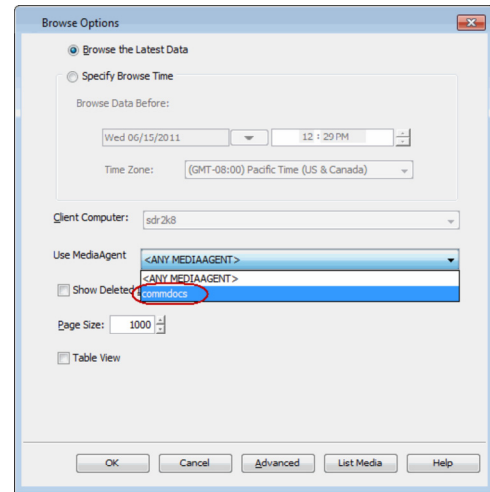 Browse Options
Browse the Latest Data
Specify Browse Time
Browse Data Before:
Wed 06/15/2011 12 : 29 PM
Time Zone: (GMT-08:00) Pacific Time (US & Canada)
Client Computer: sdr2k8
Use MediaAgent <ANY MEDIAAGENT>
<ANY MEDIAAGENT>
Show Deleted commdocs
Page Size: 1000
Table View
OK Cancel Advanced List Media Help